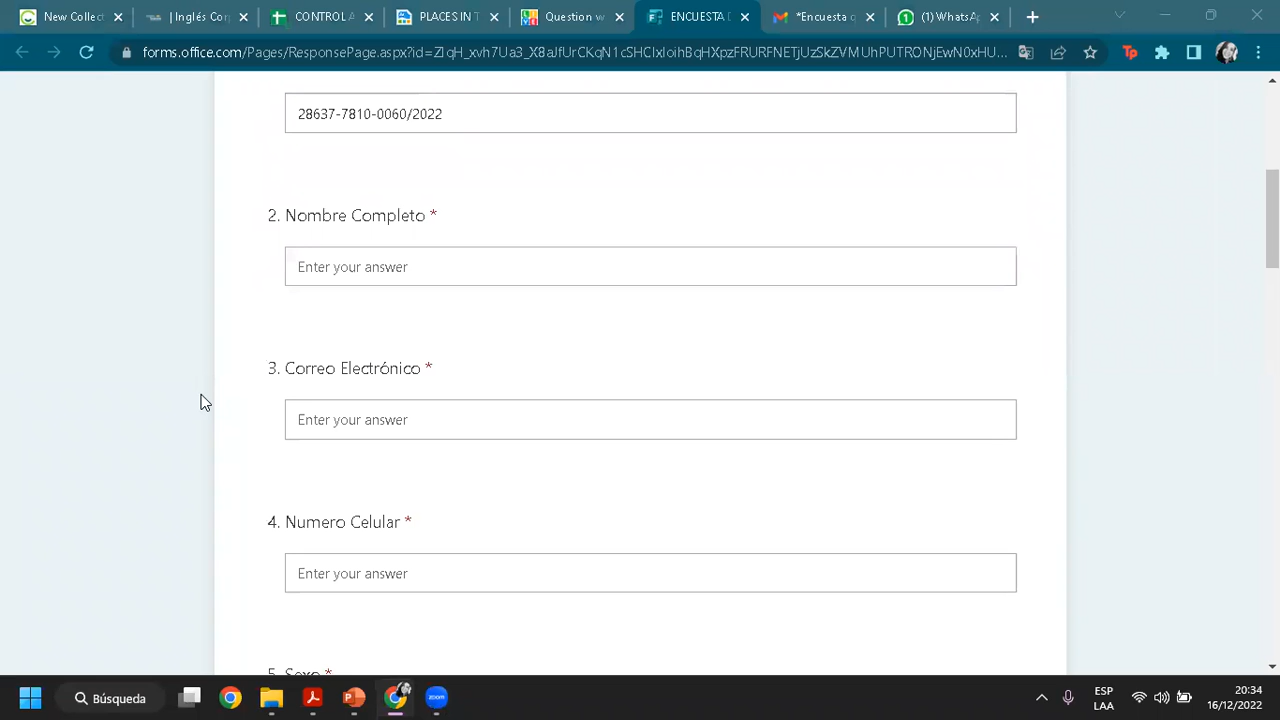 New Collect
| Inglés Cor
CONTROL A
PLACES IN T
Question w
ENCUESTA D
*Encuesta q
(1) WhatsA
forms.office.com/Pages/ResponsePage.aspx?id=
28637-7810-0060/2022
2. Nombre Completo *
Enter your answer
3. Correo Electrónico *
Enter your answer
4. Numero Celular *
Enter your answer
5. Sexo *
Búsqueda
zoom
ESP
LAA
20:34
16/12/2022